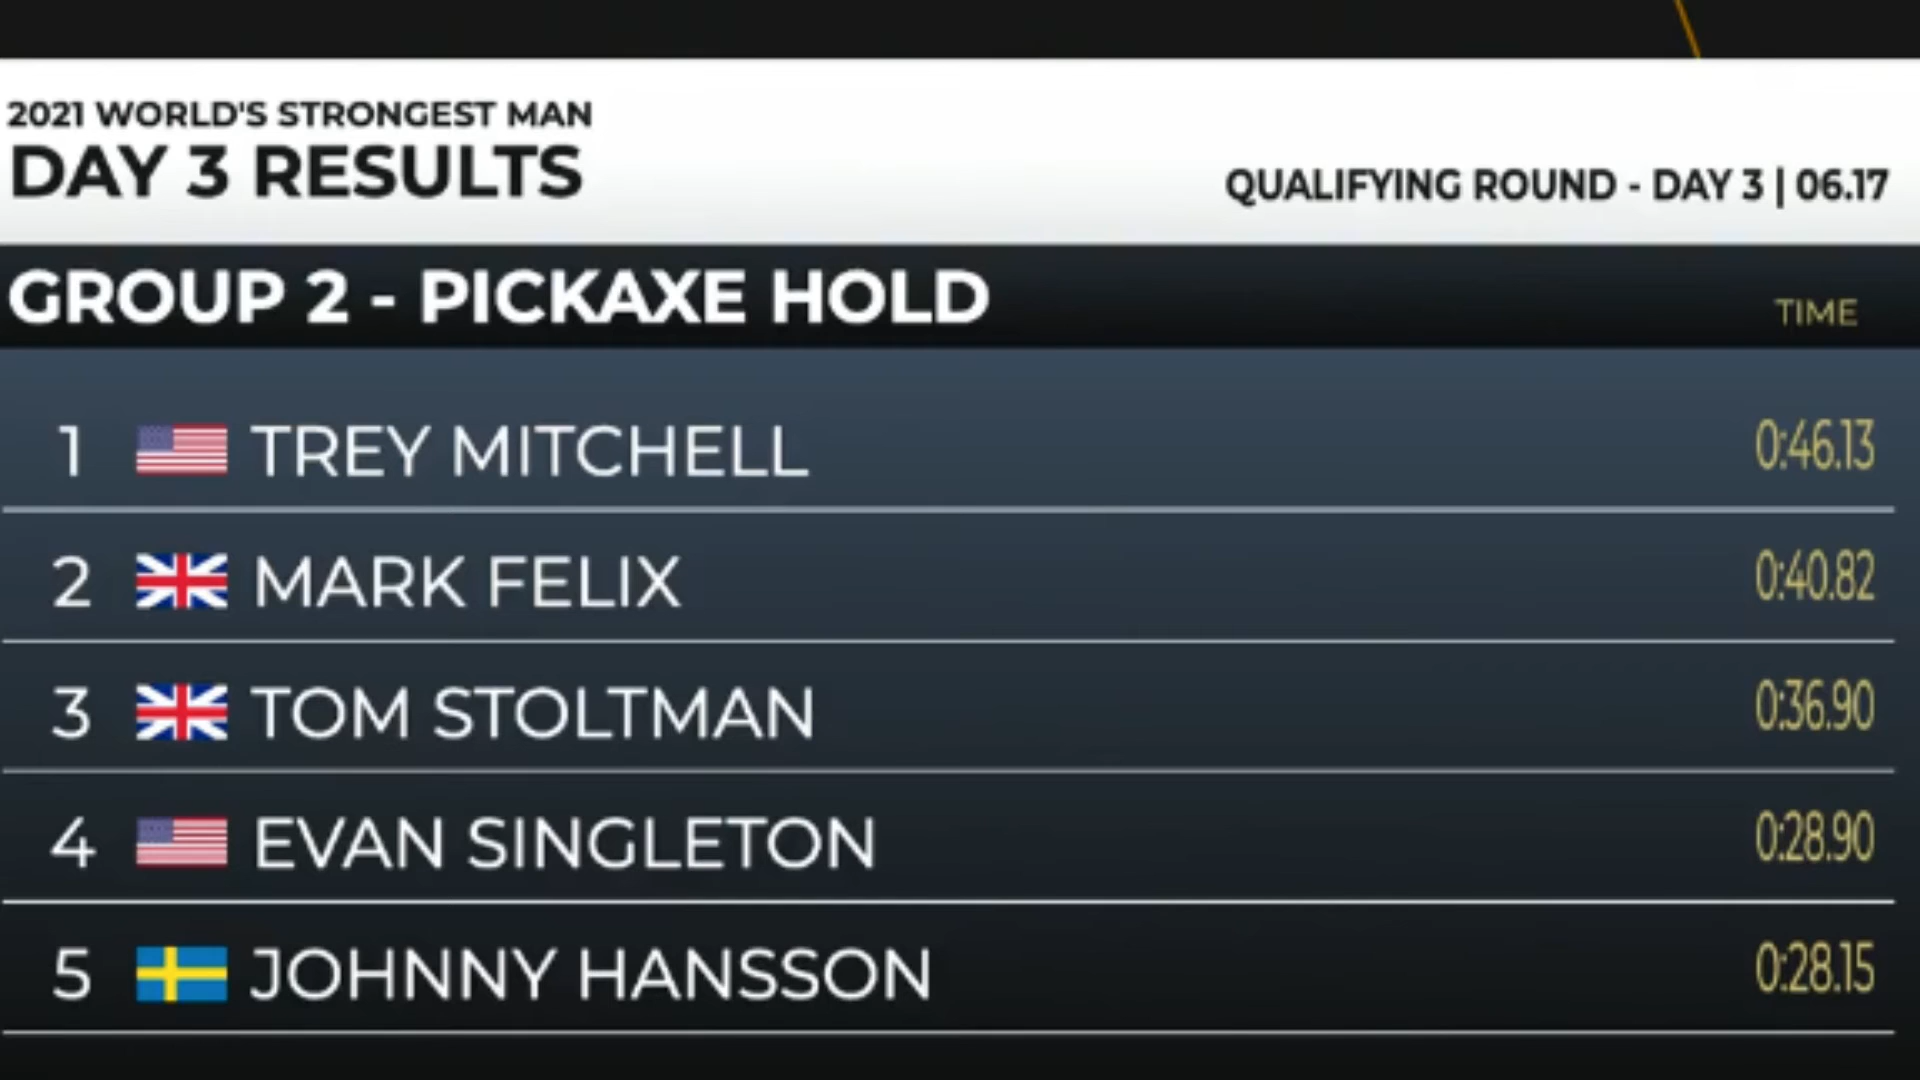 2021 WORLD'S STRONGEST MAN
DAY 3 RESULTS
QUALIFYING ROUND - DAY 3 | 06.17
GROUP 2 - PICKAXE HOLD
TIME
1 TREY MITCHELL 0:46.13
2 MARK FELIX 0:40.82
3 TOM STOLTMAN 0:36.90
4 EVAN SINGLETON 0:28.90
5 JOHNNY HANSSON 0:28.15